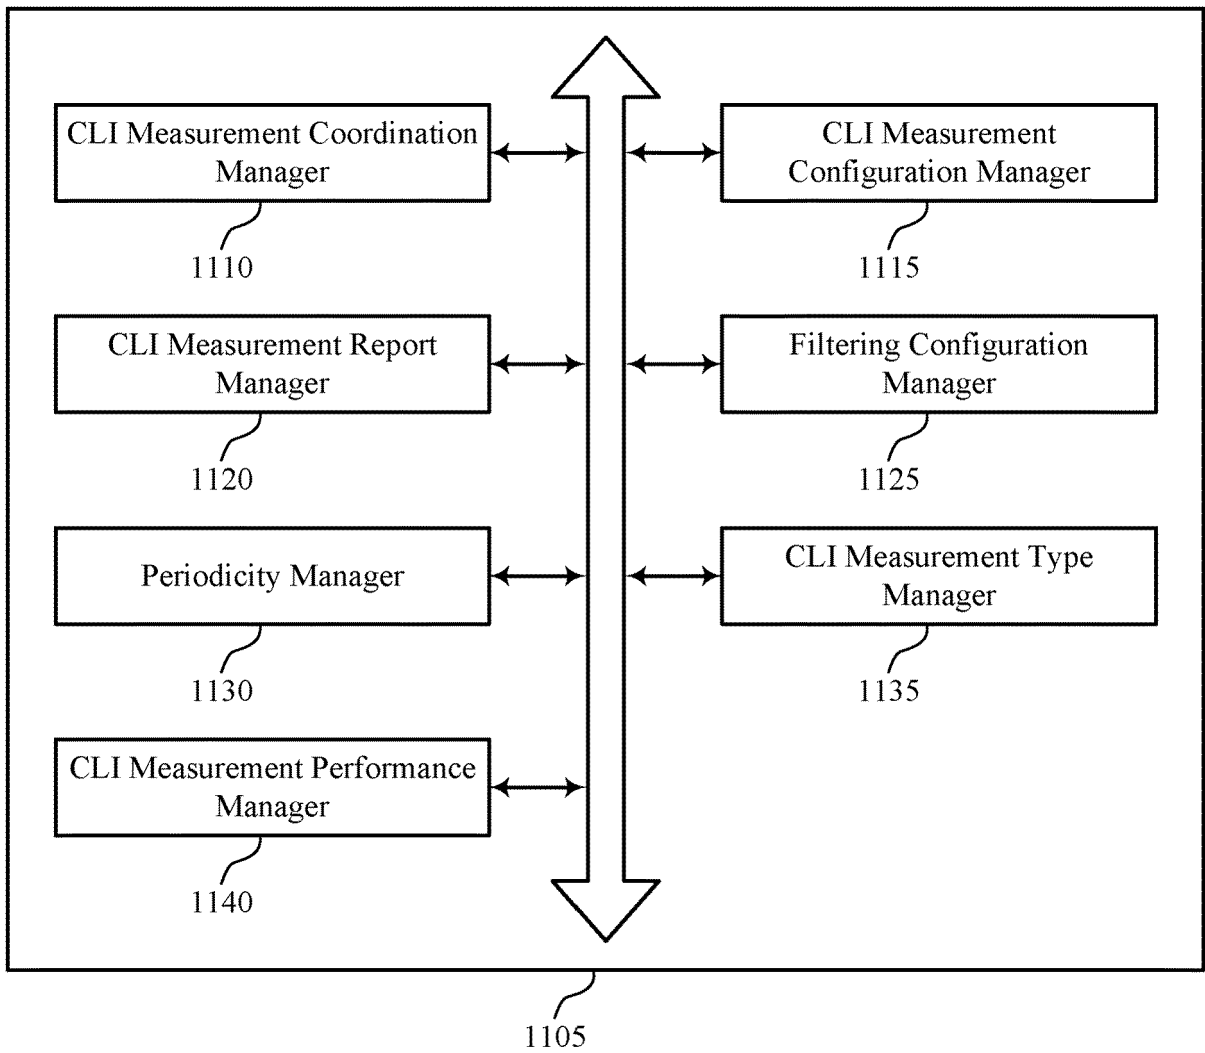 CLI Measurement Coordination
Manager
1110
CLI Measurement
Configuration Manager
1115
CLI Measurement Report
Manager
1120
Filtering Configuration
Manager
1125
Periodicity Manager
1130
CLI Measurement Type
Manager
1135
CLI Measurement Performance
Manager
1140
1105